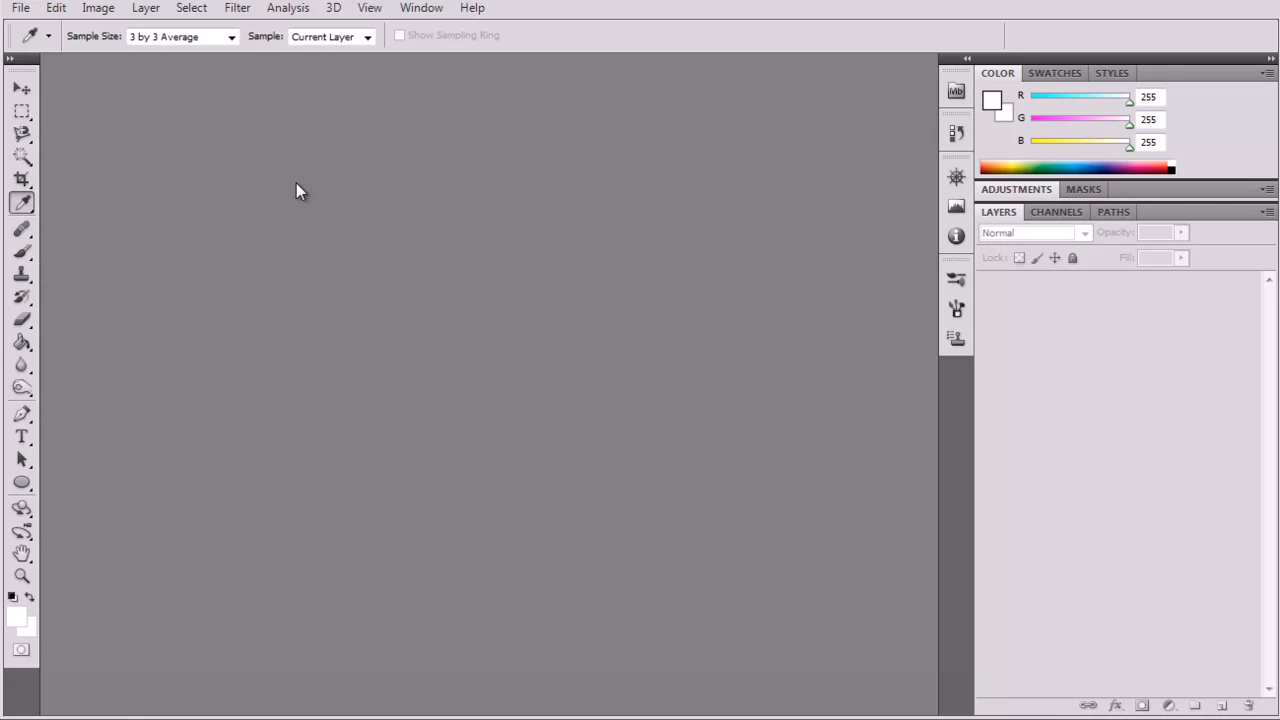 File Edit Image Layer Select Filter Analysis 3D View Window Help
Sample Size: 3 by 3 Average Sample: Current Layer Show Sampling Ring
COLOR SWATCHES STYLES
R 255
G 255
B 255
ADJUSTMENTS MASKS
LAYERS CHANNELS PATHS
Normal Opacity:
Lock: Fill:
Mb
T
fx